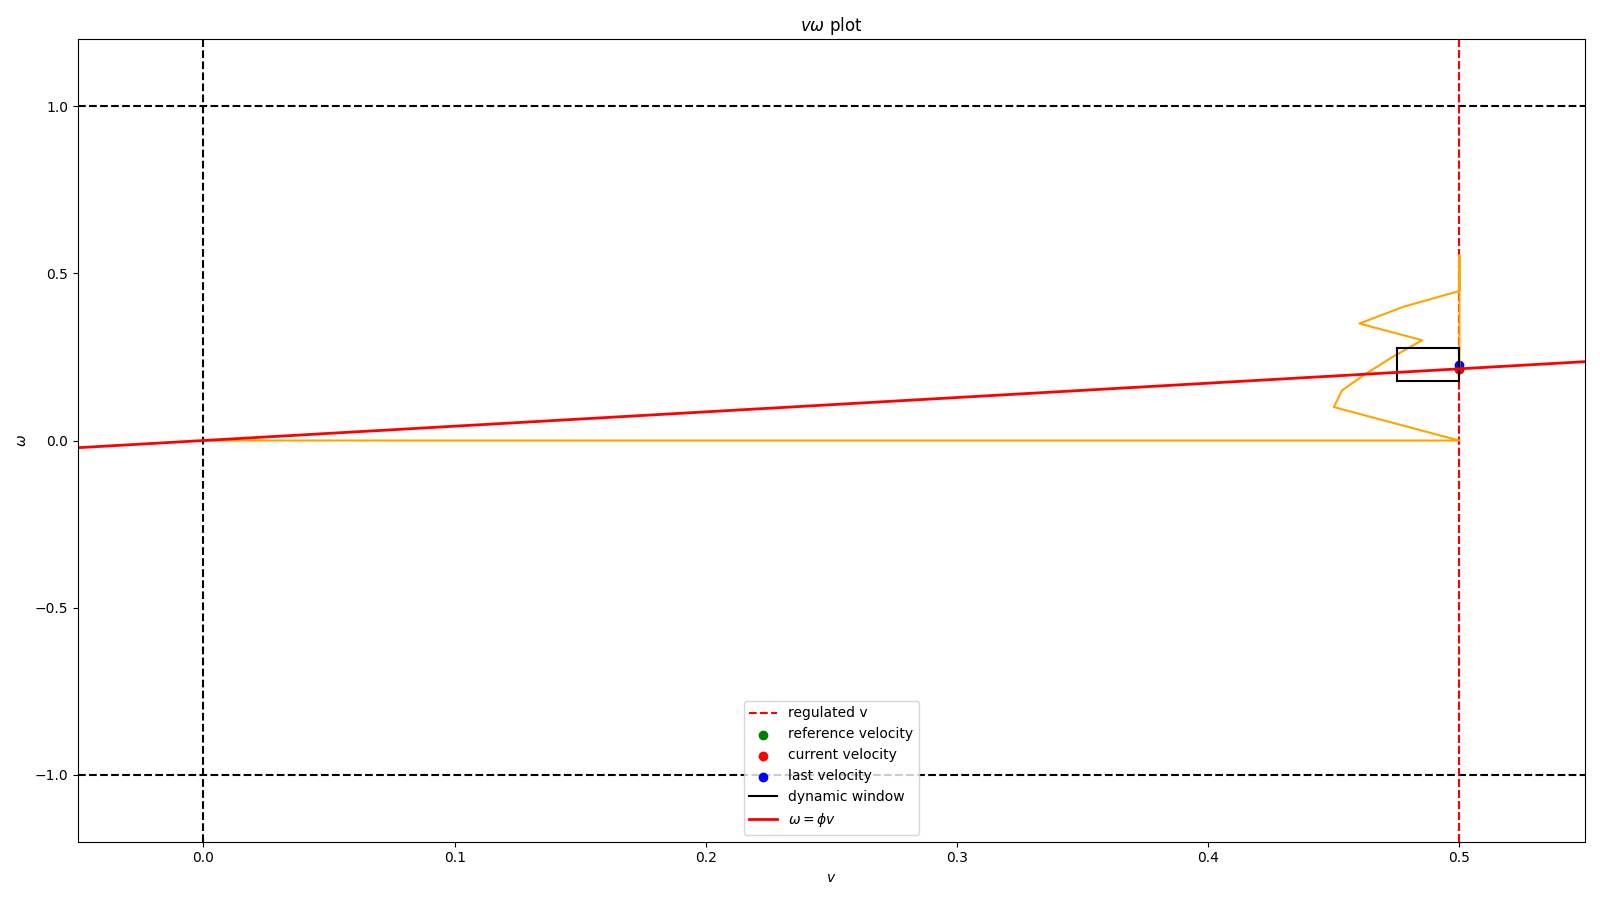 vω plot
1.0
0.5
0.0
−0.5
−1.0
ω
regulated v
reference velocity
current velocity
last velocity
dynamic window
ω = ϕv
0.0 0.1 0.2 0.3 0.4 0.5
v